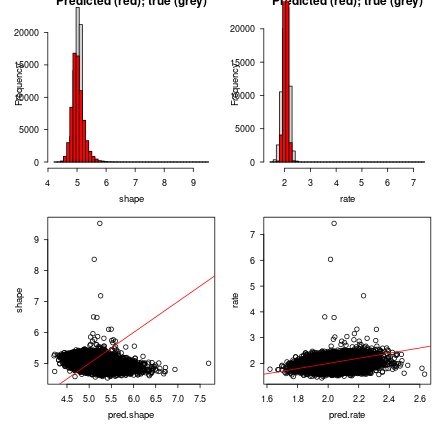 Predicted (red); true (grey)
Predicted (red); true (grey)
Frequency
0 5000 10000 15000 20000
4 5 6 7 8 9
shape
Frequency
0 5000 10000 15000 20000
2 3 4 5 6 7
rate
shape
5 6 7 8 9
4.5 5.0 5.5 6.0 6.5 7.0 7.5
pred.shape
rate
2 3 4 5 6 7
1.6 1.8 2.0 2.2 2.4 2.6
pred.rate